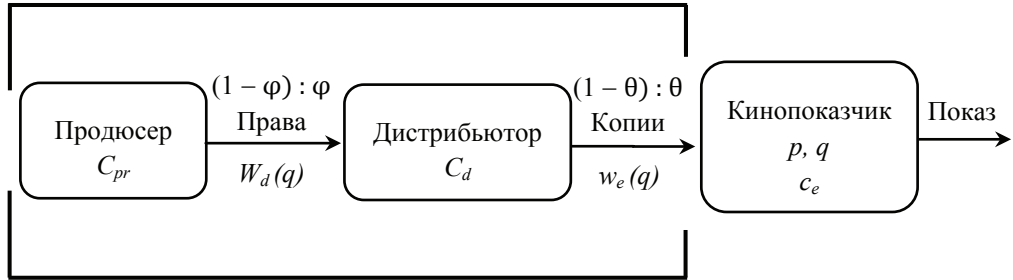 Продюсер
C_pr
(1 – φ) : φ
Права
W_d(q)
Дистрибьютор
C_d
(1 – θ) : θ
Копии
w_e(q)
Кинопоказчик
p, q
c_e
Показ